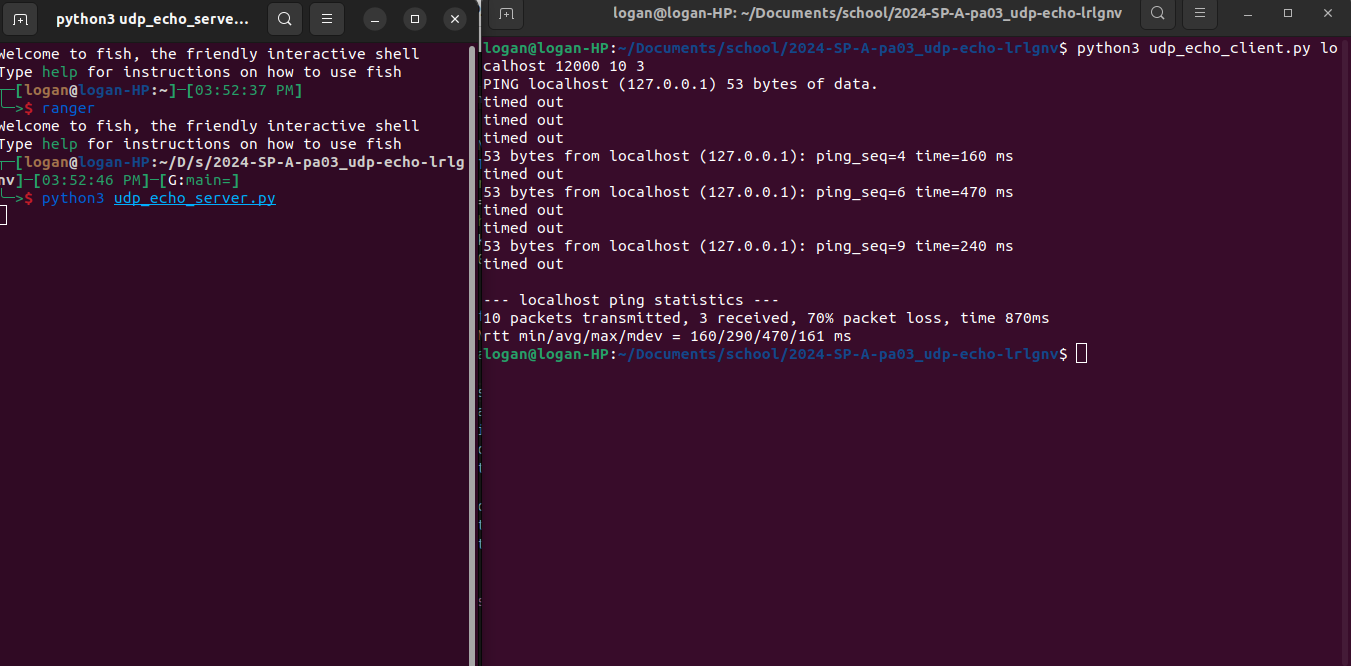 python3 udp_echo_serve...
Welcome to fish, the friendly interactive shell
Type help for instructions on how to use fish
┌─[logan@logan-HP:~]─[03:52:37 PM]
╰─>$ ranger
Welcome to fish, the friendly interactive shell
Type help for instructions on how to use fish
┌─[logan@logan-HP:~/D/s/2024-SP-A-pa03_udp-echo-lrlg
nv]─[03:52:46 PM]─[G:main=]
╰─>$ python3 udp_echo_server.py
logan@logan-HP: ~/Documents/school/2024-SP-A-pa03_udp-echo-lrlgnv
logan@logan-HP:~/Documents/school/2024-SP-A-pa03_udp-echo-lrlgnv$ python3 udp_echo_client.py lo
calhost 12000 10 3
PING localhost (127.0.0.1) 53 bytes of data.
timed out
timed out
timed out
53 bytes from localhost (127.0.0.1): ping_seq=4 time=160 ms
timed out
53 bytes from localhost (127.0.0.1): ping_seq=6 time=470 ms
timed out
timed out
53 bytes from localhost (127.0.0.1): ping_seq=9 time=240 ms
timed out
--- localhost ping statistics ---
10 packets transmitted, 3 received, 70% packet loss, time 870ms
rtt min/avg/max/mdev = 160/290/470/161 ms
logan@logan-HP:~/Documents/school/2024-SP-A-pa03_udp-echo-lrlgnv$